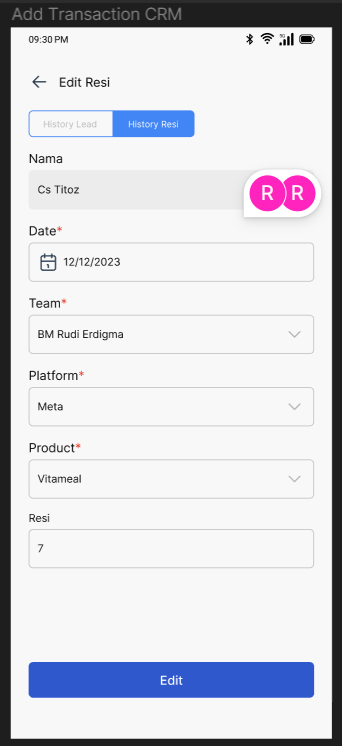 Add Transaction CRM
09:30 PM
Edit Resi
History Lead
History Resi
Nama
Cs Titoz
R R
Date*
12/12/2023
Team*
BM Rudi Erdigma
Platform*
Meta
Product*
Vitameal
Resi
7
Edit